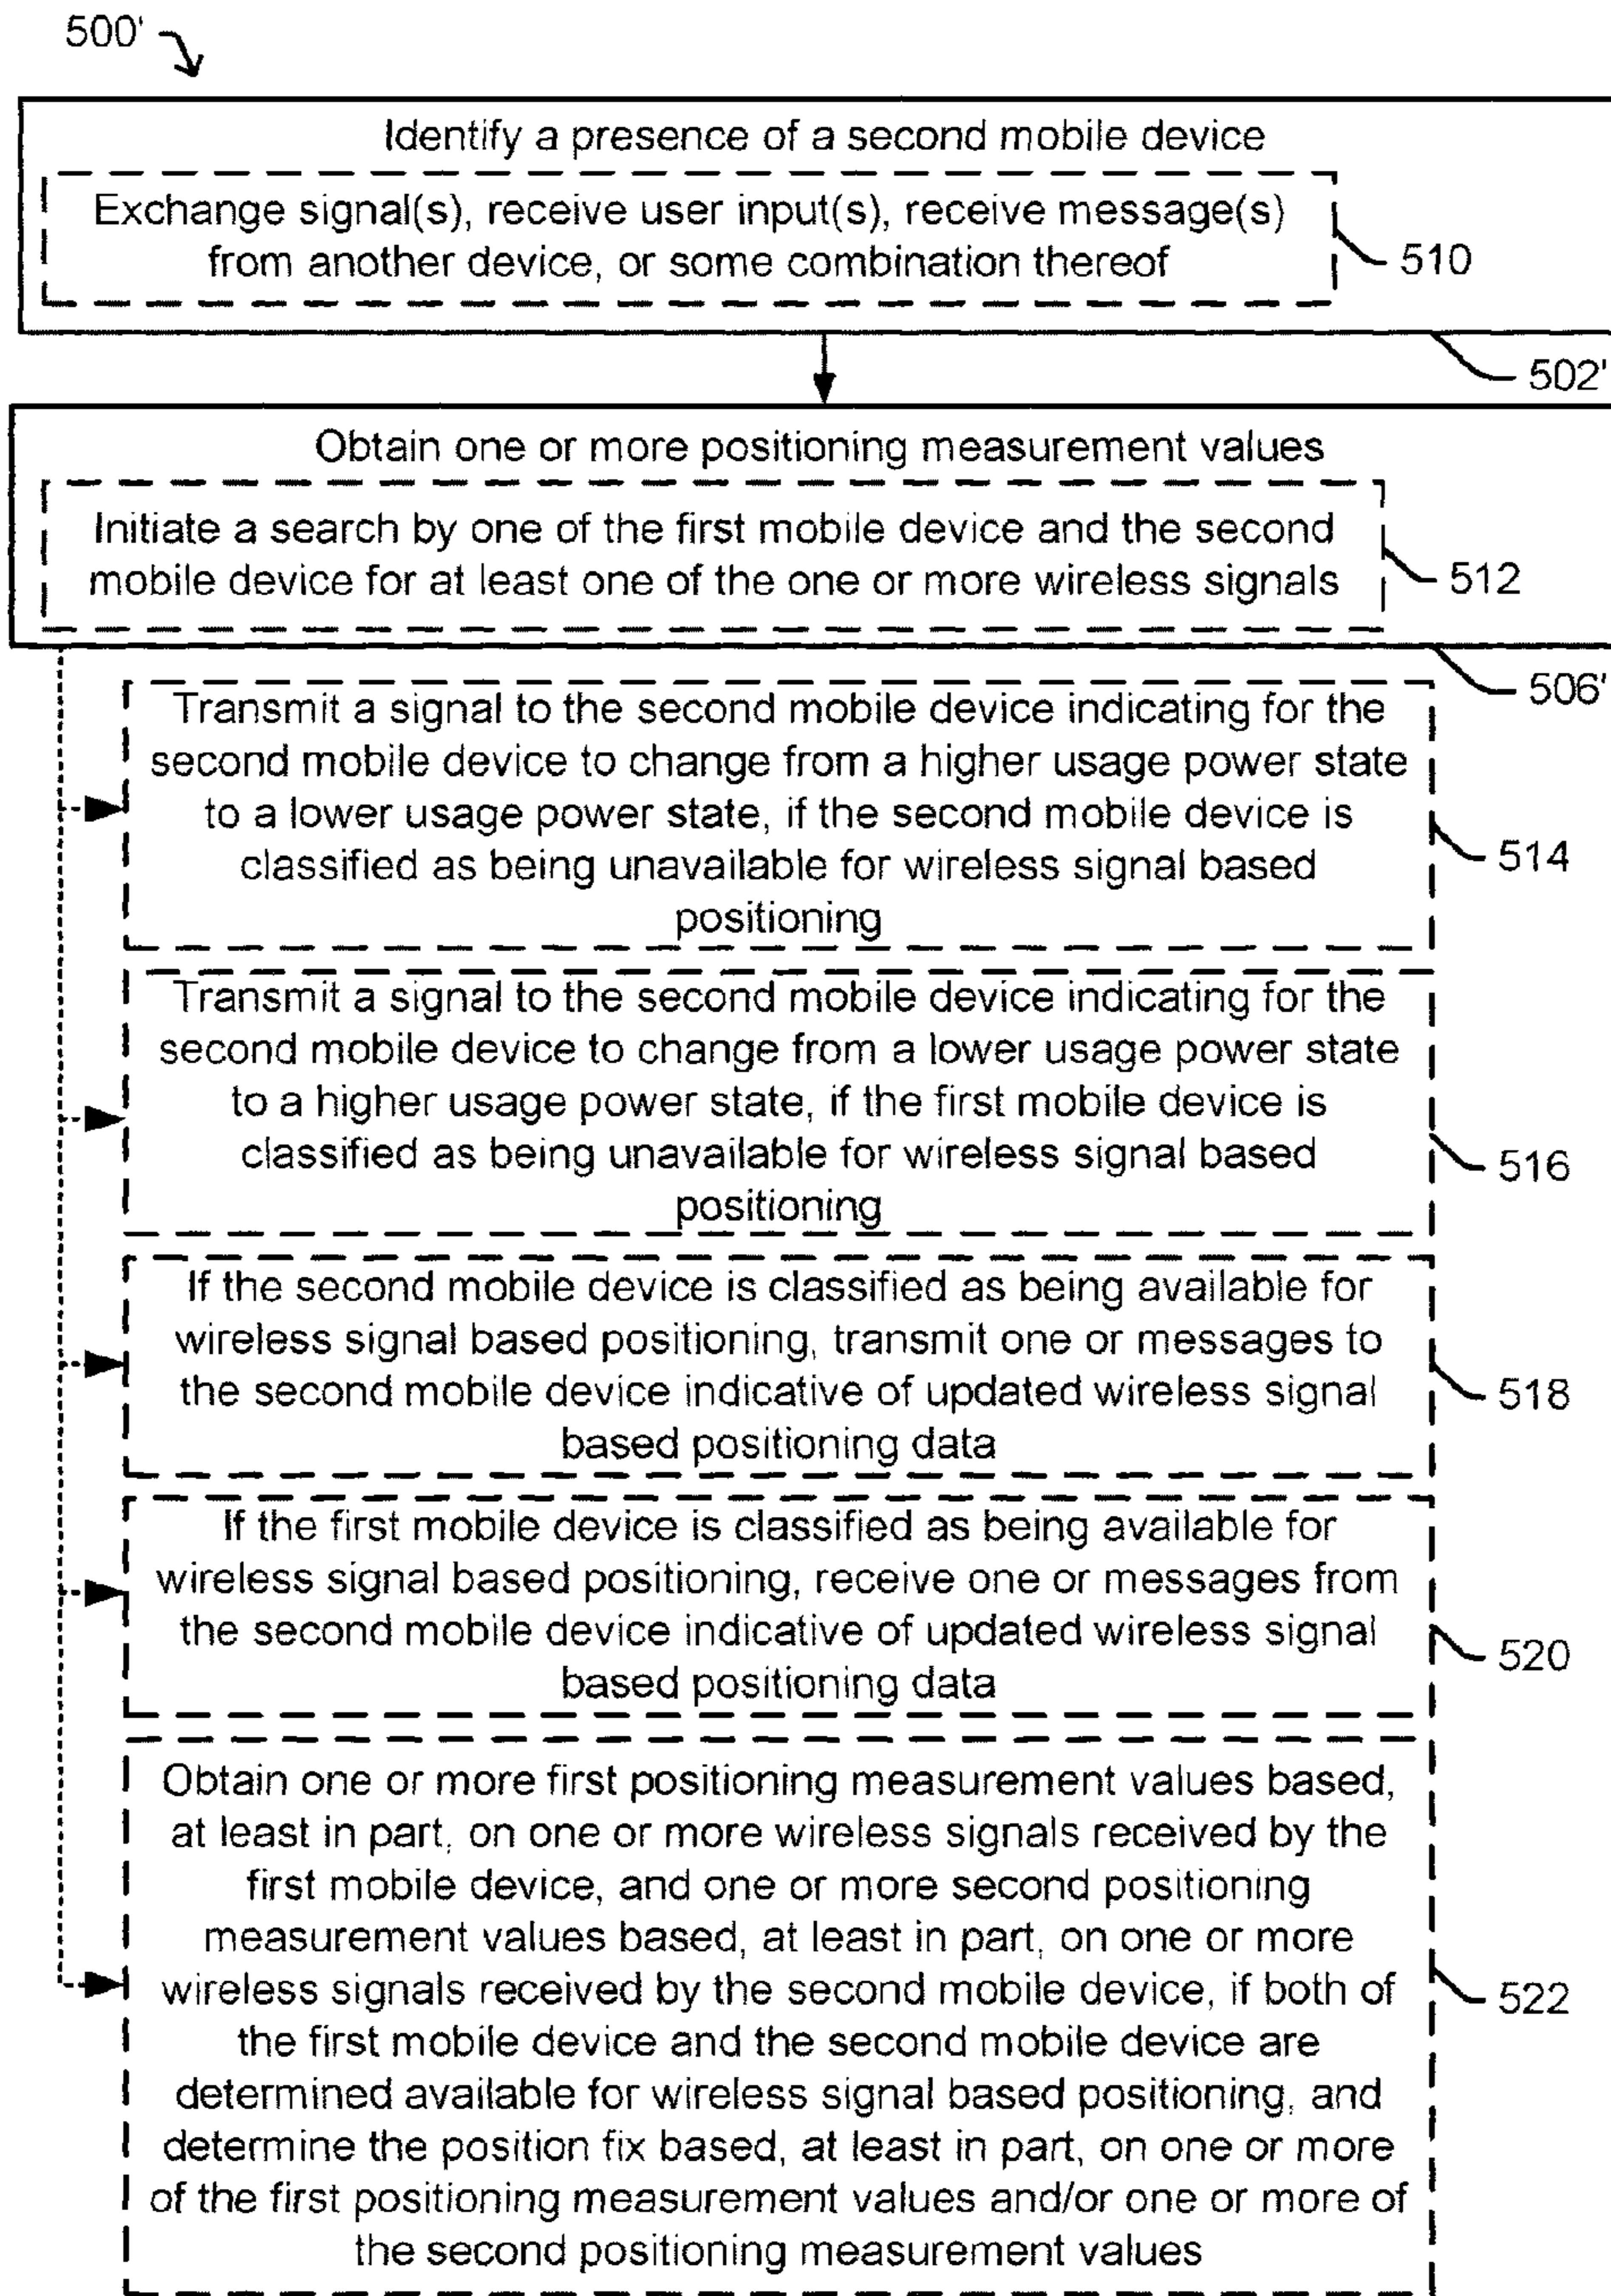 500'
Identify a presence of a second mobile device
Exchange signal(s), receive user input(s), receive message(s)
from another device, or some combination thereof
510
502'
Obtain one or more positioning measurement values
Initiate a search by one of the first mobile device and the second
mobile device for at least one of the one or more wireless signals
512
506'
Transmit a signal to the second mobile device indicating for the
second mobile device to change from a higher usage power state
to a lower usage power state, if the second mobile device is
classified as being unavailable for wireless signal based
positioning
514
Transmit a signal to the second mobile device indicating for the
second mobile device to change from a lower usage power state
to a higher usage power state, if the first mobile device is
classified as being unavailable for wireless signal based
positioning
516
If the second mobile device is classified as being available for
wireless signal based positioning, transmit one or messages to
the second mobile device indicative of updated wireless signal
based positioning data
518
If the first mobile device is classified as being available for
wireless signal based positioning, receive one or messages from
the second mobile device indicative of updated wireless signal
based positioning data
520
Obtain one or more first positioning measurement values based,
at least in part, on one or more wireless signals received by the
first mobile device, and one or more second positioning
measurement values based, at least in part, on one or more
wireless signals received by the second mobile device, if both of
the first mobile device and the second mobile device are
determined available for wireless signal based positioning, and
determine the position fix based, at least in part, on one or more
of the first positioning measurement values and/or one or more of
the second positioning measurement values
522